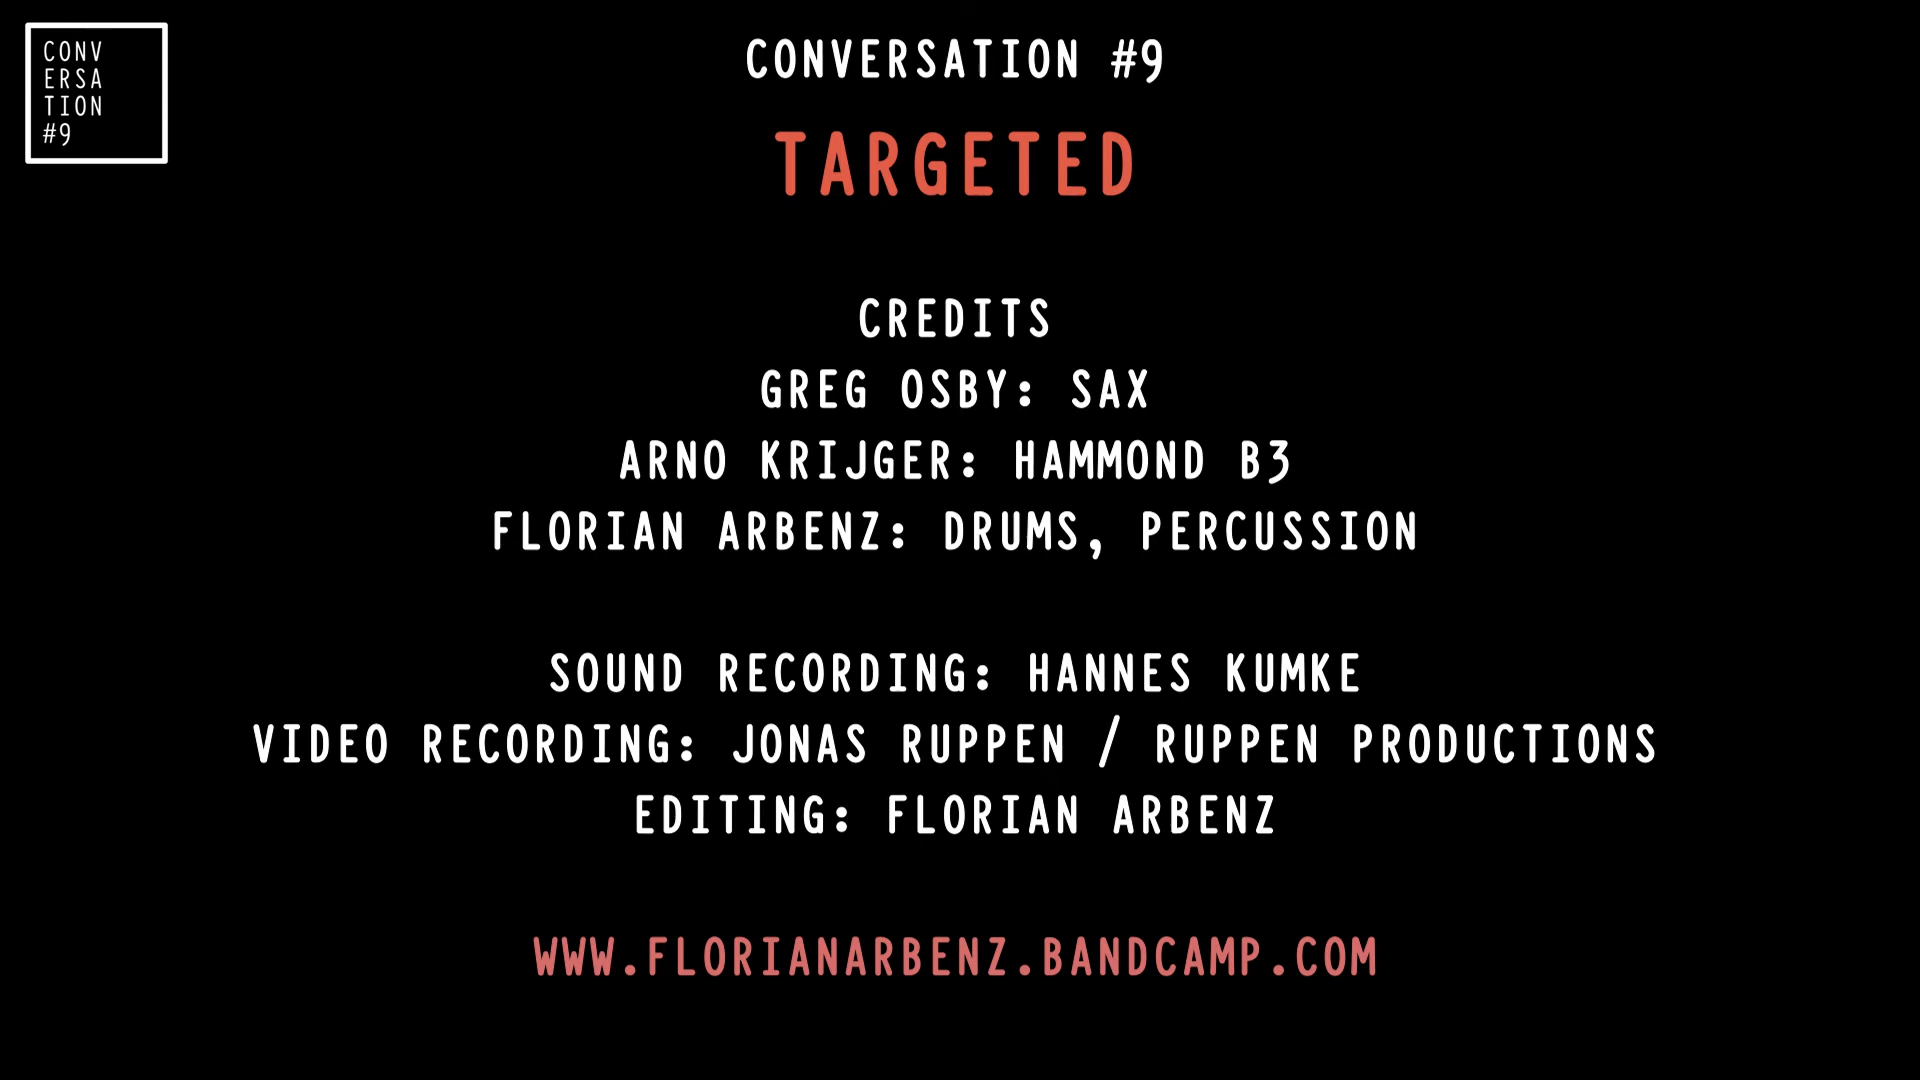 CONV
ERSA
TION
#9
CONVERSATION #9
TARGETED
CREDITS
GREG OSBY: SAX
ARNO KRIJGER: HAMMOND B3
FLORIAN ARBENZ: DRUMS, PERCUSSION
SOUND RECORDING: HANNES KUMKE
VIDEO RECORDING: JONAS RUPPEN / RUPPEN PRODUCTIONS
EDITING: FLORIAN ARBENZ
WWW.FLORIANARBENZ.BANDCAMP.COM